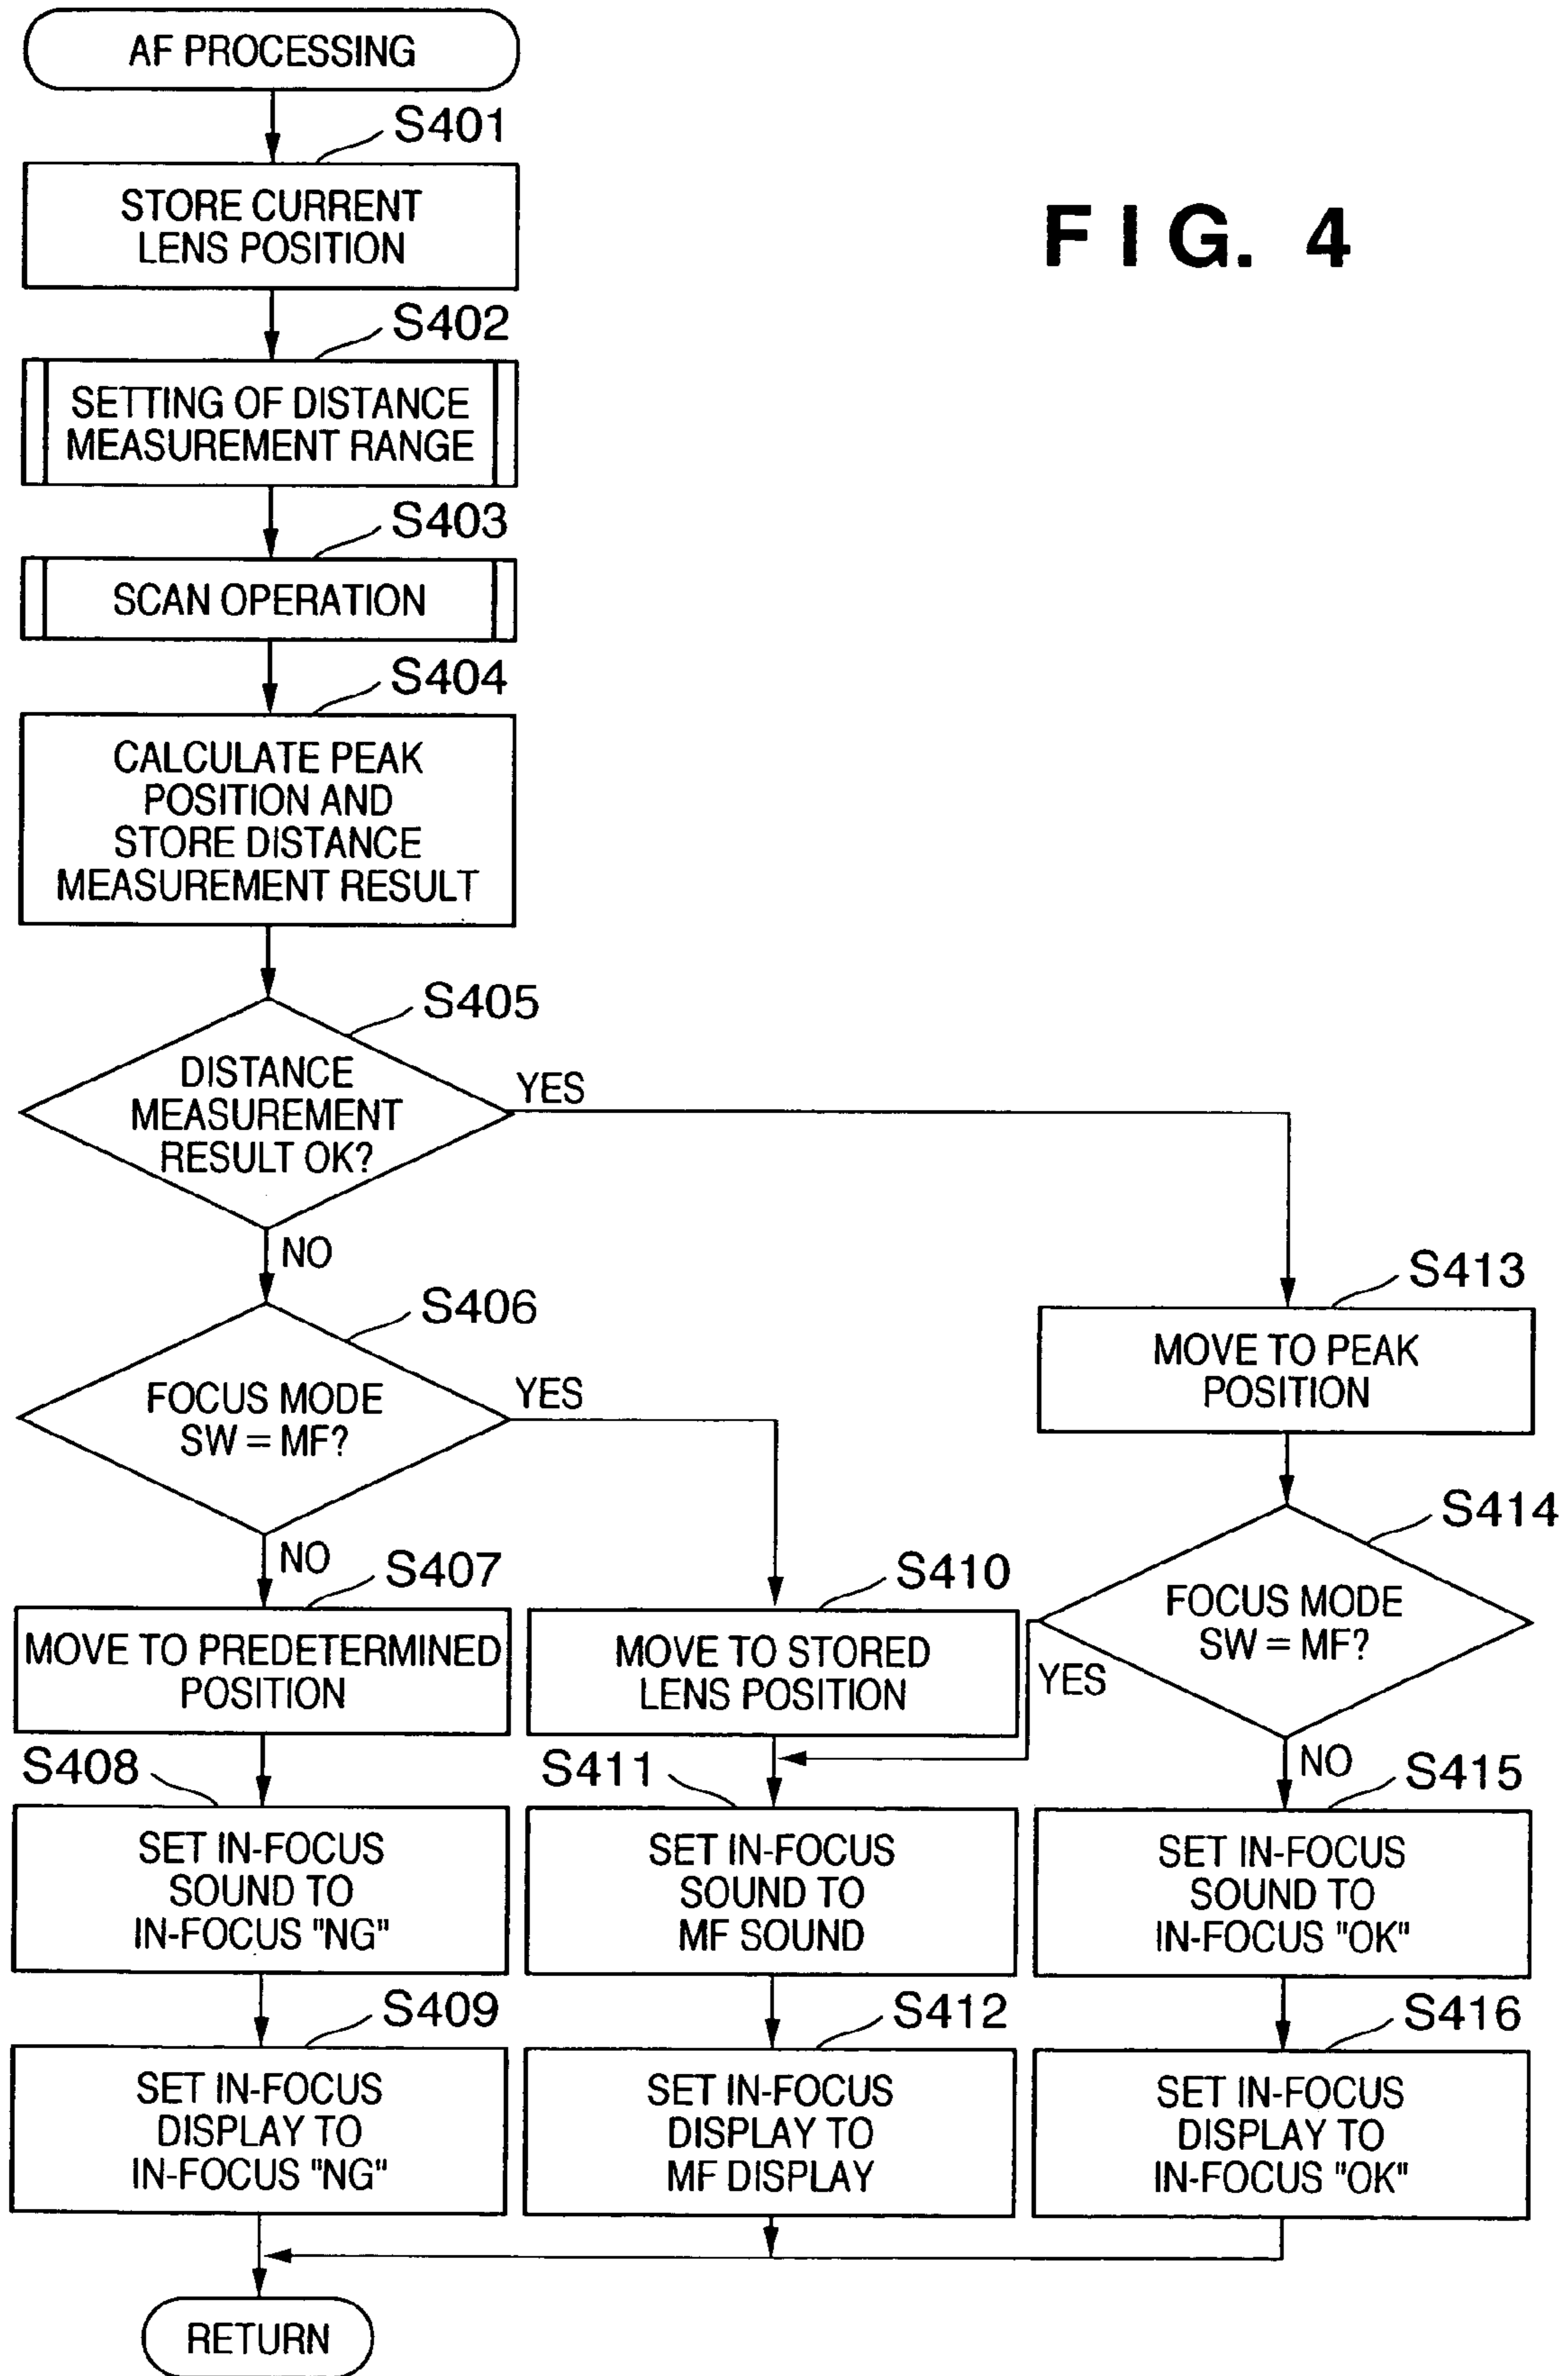 AF PROCESSING
S401
STORE CURRENT
LENS POSITION
FIG. 4
S402
SETTING OF DISTANCE
MEASUREMENT RANGE
S403
SCAN OPERATION
S404
CALCULATE PEAK
POSITION AND
STORE DISTANCE
MEASUREMENT RESULT
S405
DISTANCE
MEASUREMENT
RESULT OK?
YES
NO
S406
FOCUS MODE
SW = MF?
YES
NO
S413
MOVE TO PEAK
POSITION
S414
FOCUS MODE
SW = MF?
YES
NO
S407
MOVE TO PREDETERMINED
POSITION
S410
MOVE TO STORED
LENS POSITION
S408
SET IN-FOCUS
SOUND TO
IN-FOCUS "NG"
S411
SET IN-FOCUS
SOUND TO
MF SOUND
S415
SET IN-FOCUS
SOUND TO
IN-FOCUS "OK"
S409
SET IN-FOCUS
DISPLAY TO
IN-FOCUS "NG"
S412
SET IN-FOCUS
DISPLAY TO
MF DISPLAY
S416
SET IN-FOCUS
DISPLAY TO
IN-FOCUS "OK"
RETURN